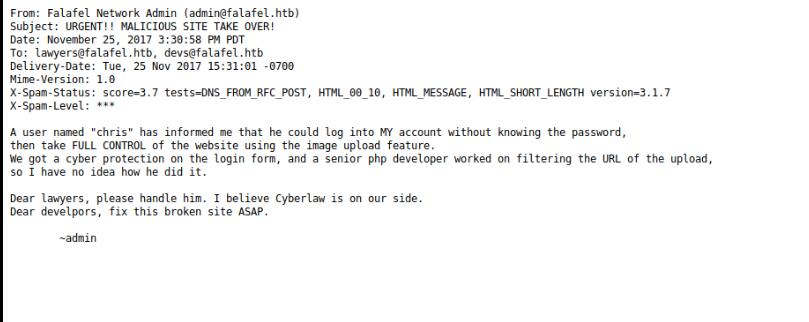 From: Falafel Network Admin (admin@falafel.htb)
Subject: URGENT!! MALICIOUS SITE TAKE OVER!
Date: November 25, 2017 3:30:58 PM PDT
To: lawyers@falafel.htb, devs@falafel.htb
Delivery-Date: Tue, 25 Nov 2017 15:31:01 -0700
Mime-Version: 1.0
X-Spam-Status: score=3.7 tests=DNS_FROM_RFC_POST, HTML_00_10, HTML_MESSAGE, HTML_SHORT_LENGTH version=3.1.7
X-Spam-Level: ***
A user named "chris" has informed me that he could log into MY account without knowing the password,
then take FULL CONTROL of the website using the image upload feature.
We got a cyber protection on the login form, and a senior php developer worked on filtering the URL of the upload,
so I have no idea how he did it.
Dear lawyers, please handle him. I believe Cyberlaw is on our side.
Dear develpors, fix this broken site ASAP.
~admin